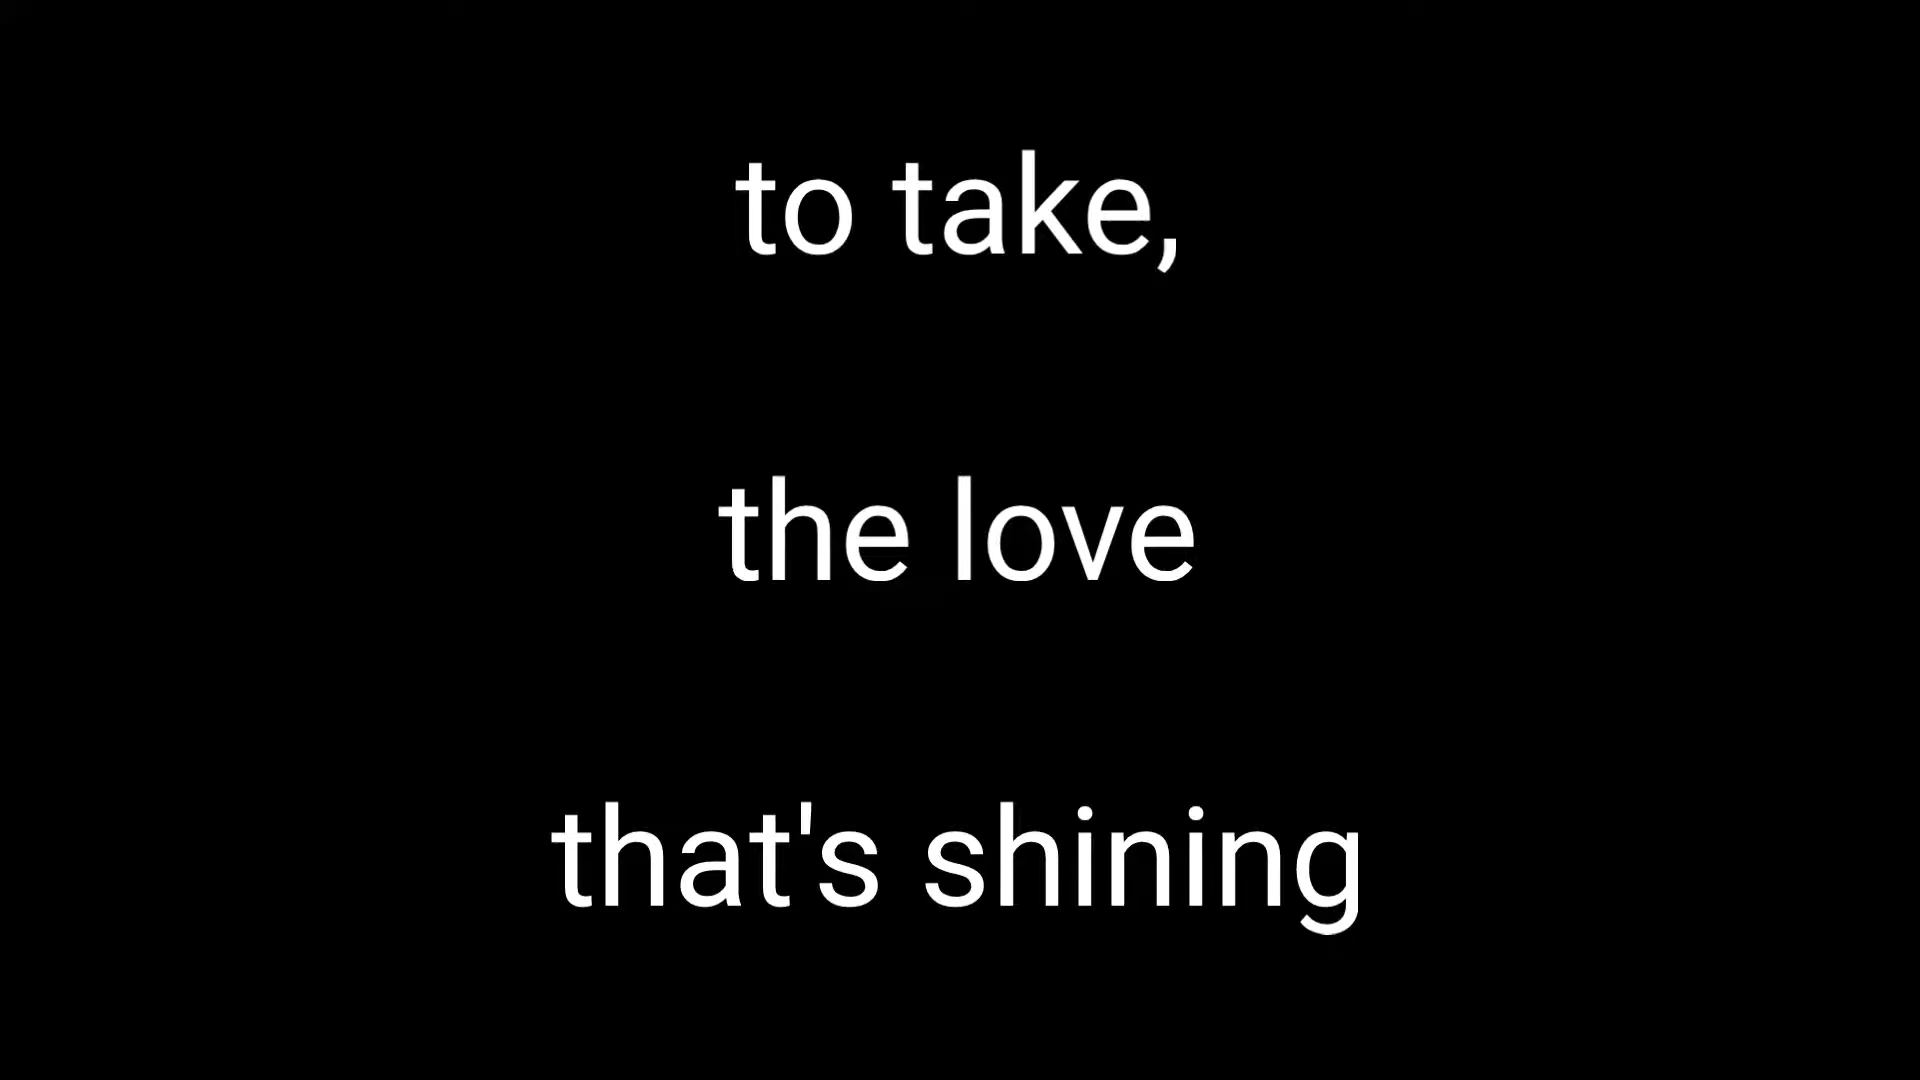 to take,
the love
that's shining